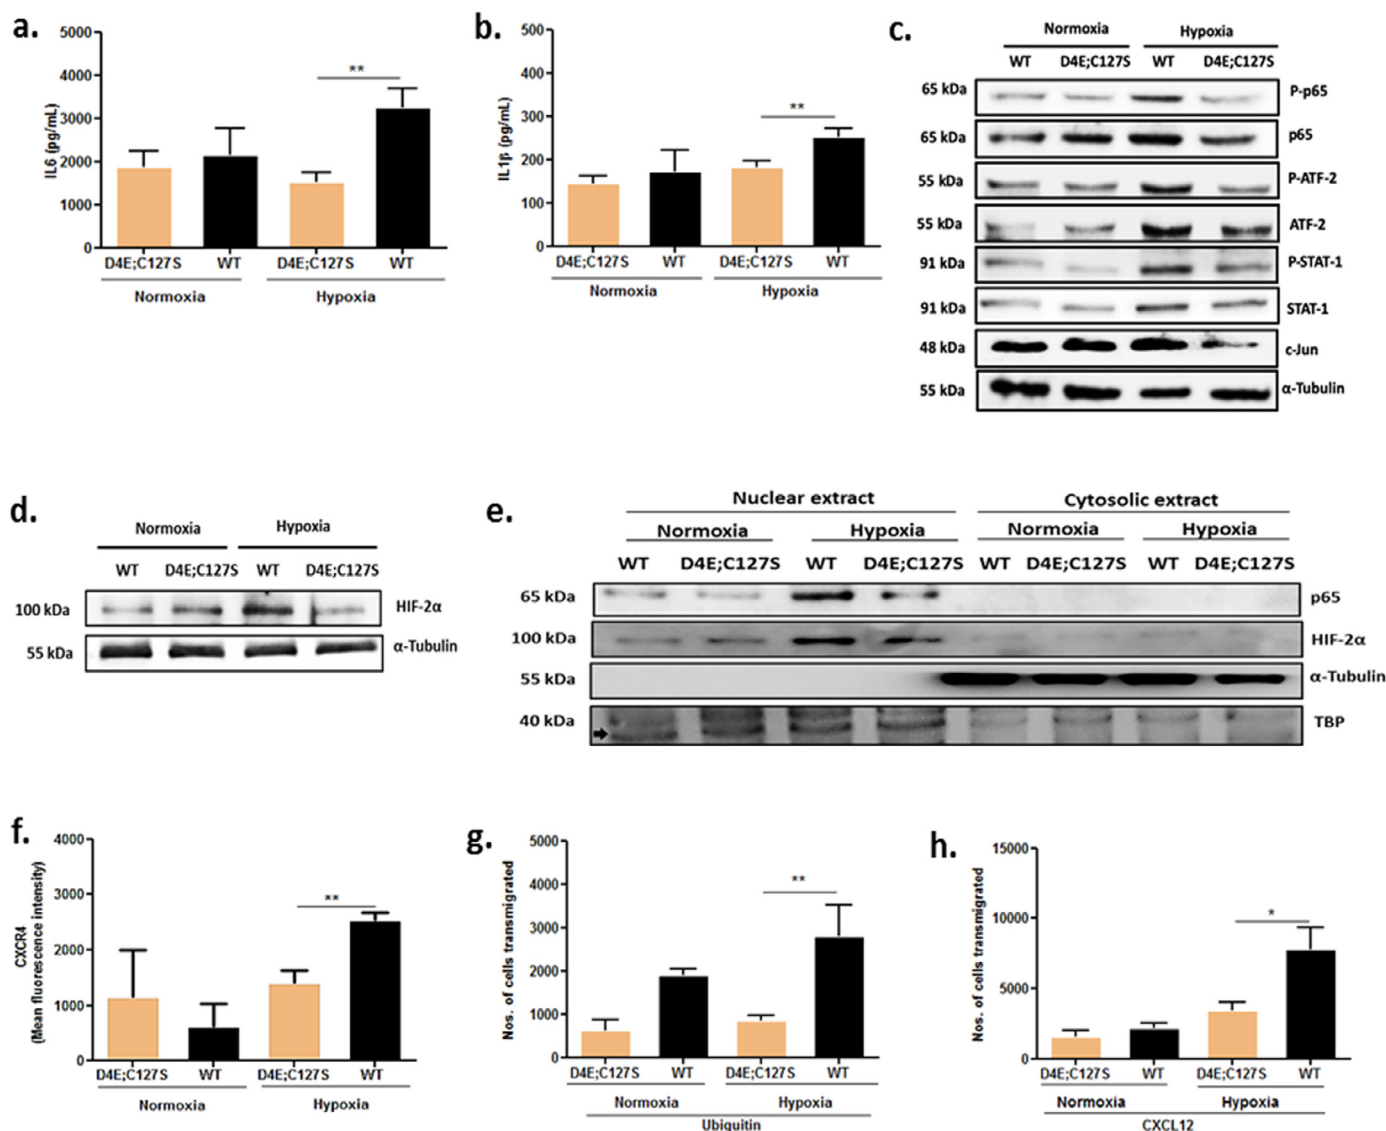 a.
5000
4000
3000
2000
1000
0
IL6 (pg/mL)
**
D4E;C127S WT D4E;C127S WT
Normoxia Hypoxia
b.
500
400
300
200
100
0
IL1β (pg/mL)
**
D4E;C127S WT D4E;C127S WT
Normoxia Hypoxia
c.
Normoxia Hypoxia
WT D4E;C127S WT D4E;C127S
65 kDa P-p65
65 kDa p65
55 kDa P-ATF-2
55 kDa ATF-2
91 kDa P-STAT-1
91 kDa STAT-1
48 kDa c-Jun
55 kDa α-Tubulin
d.
Normoxia Hypoxia
WT D4E;C127S WT D4E;C127S
100 kDa HIF-2α
55 kDa α-Tubulin
e.
Nuclear extract Cytosolic extract
Normoxia Hypoxia Normoxia Hypoxia
WT D4E;C127S WT D4E;C127S WT D4E;C127S WT D4E;C127S
65 kDa p65
100 kDa HIF-2α
55 kDa α-Tubulin
40 kDa TBP
f.
4000
3000
2000
1000
0
CXCR4
(Mean fluorescence intensity)
**
D4E;C127S WT D4E;C127S WT
Normoxia Hypoxia
g.
5000
4000
3000
2000
1000
0
Nos. of cells transmigrated
**
D4E;C127S WT D4E;C127S WT
Normoxia Hypoxia
Ubiquitin
h.
15000
10000
5000
0
Nos. of cells transmigrated
*
D4E;C127S WT D4E;C127S WT
Normoxia Hypoxia
CXCL12